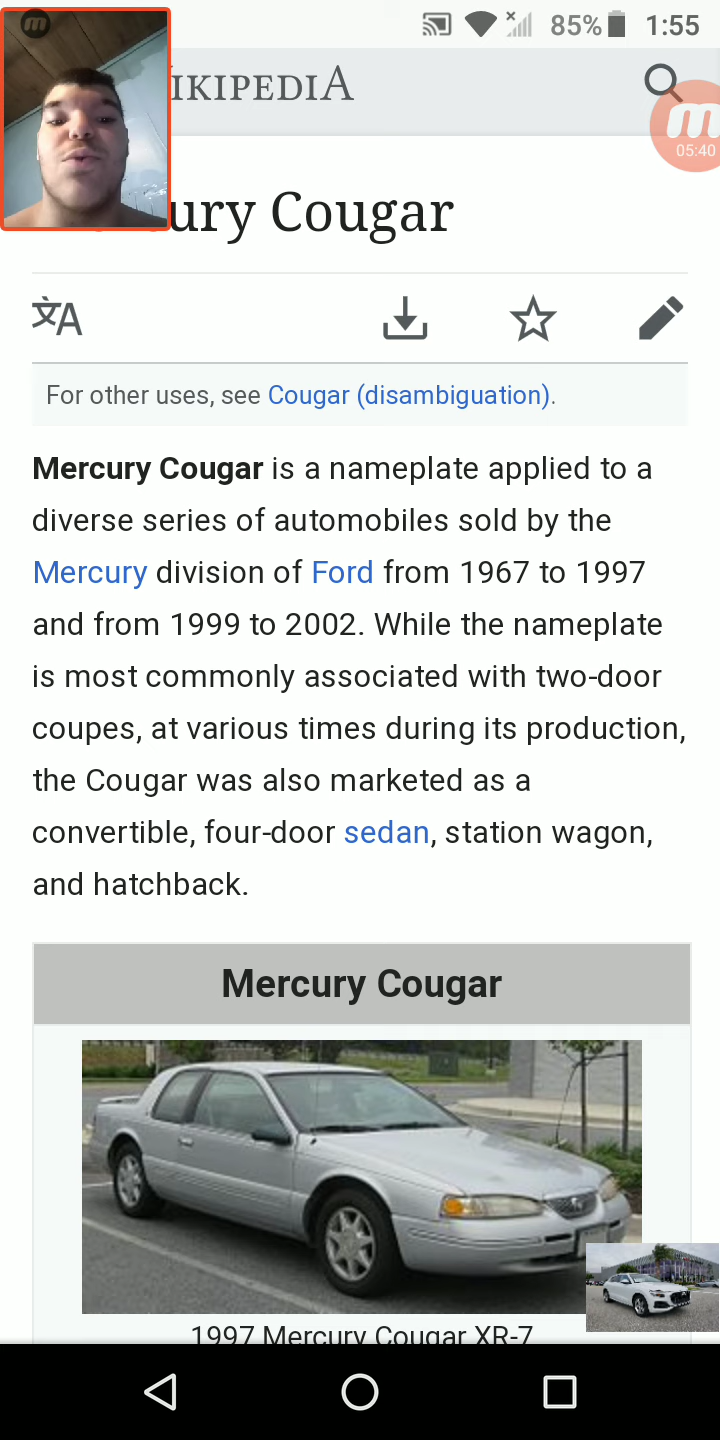 85% 1:55
IKIPEDIA
m
05:40
ury Cougar
文A
For other uses, see Cougar (disambiguation).
Mercury Cougar is a nameplate applied to a
diverse series of automobiles sold by the
Mercury division of Ford from 1967 to 1997
and from 1999 to 2002. While the nameplate
is most commonly associated with two-door
coupes, at various times during its production,
the Cougar was also marketed as a
convertible, four-door sedan, station wagon,
and hatchback.
Mercury Cougar
1997 Mercury Cougar XR-7